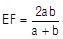 EF = 2ab / (a + b)